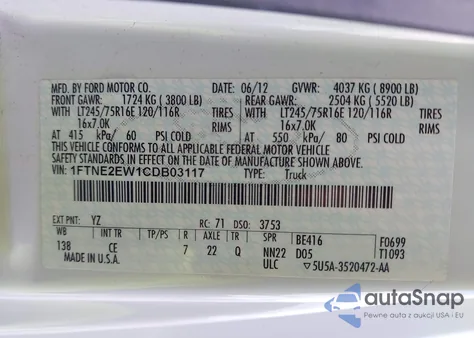 MFD. BY FORD MOTOR CO. 06/12 GVWR: 4037 KG ( 8900 LB)
FRONT GAWR: 1724 KG ( 3800 LB) REAR GAWR: 2504 KG ( 5520 LB)
WITH LT245/75R16E 120/116R TIRES WITH LT245/75R16E 120/116R TIRES
16x7.0K RIMS 16x7.0K RIMS
AT 415 kPa/ 60 PSI COLD AT 550 kPa/ 80 PSI COLD
THIS VEHICLE CONFORMS TO ALL APPLICABLE FEDERAL MOTOR VEHICLE
SAFETY STANDARDS IN EFFECT ON THE DATE OF MANUFACTURE SHOWN ABOVE.
VIN: 1FTNE2EW1CDB03117 TYPE: Truck
EXT PNT: YZ RC: 71 DSO: 3753
WB INT TR TP/PS R AXLE TR SPR BE416 F0699
138 CE 7 22 Q NN22 D05 T1093
MADE IN U.S.A. ULC 5U5A-3520472-AA
autaSnap
Pewne auta z USA i EU